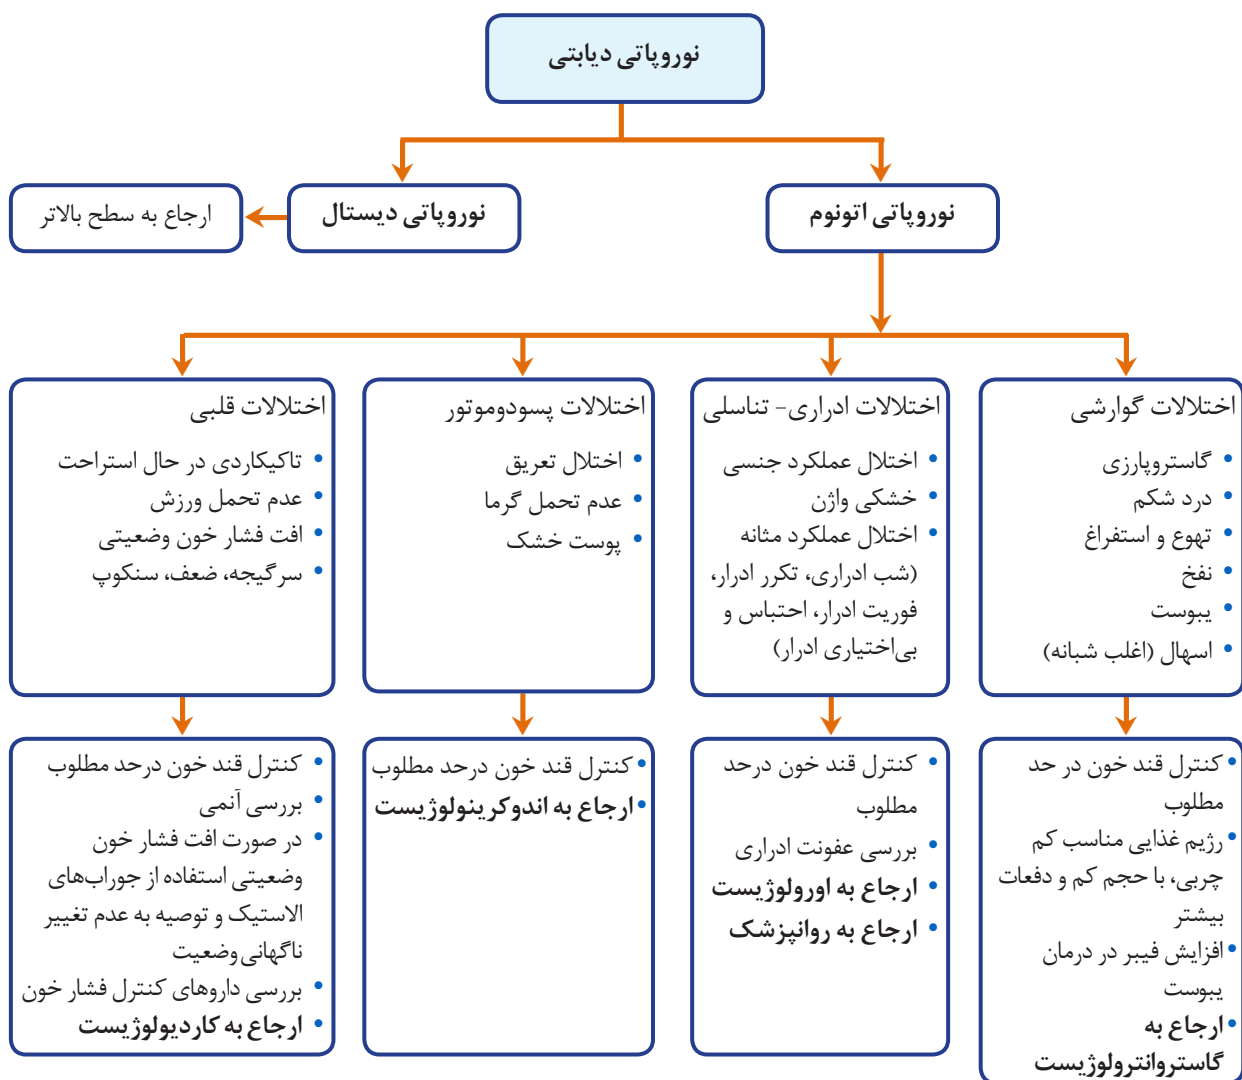 نوروپاتی دیابتی
نوروپاتی اتونوم
نوروپاتی دیستال
ارجاع به سطح بالاتر
اختلالات گوارشی
• گاستروپارزی
• درد شکم
• تهوع و استفراغ
• نفخ
• یبوست
• اسهال (اغلب شبانه)
اختلالات ادراری- تناسلی
• اختلال عملکرد جنسی
• خشکی واژن
• اختلال عملکرد مثانه
(شب ادراری، تکرر ادرار،
فوریت ادرار، احتباس و
بی‌اختیاری ادرار)
اختلالات پسودوموتور
• اختلال تعریق
• عدم تحمل گرما
• پوست خشک
اختلالات قلبی
• تاکیکاردی در حال استراحت
• عدم تحمل ورزش
• افت فشار خون وضعیتی
• سرگیجه، ضعف، سنکوپ
• کنترل قند خون در حد
مطلوب
• رژیم غذایی مناسب کم
چربی، با حجم کم و دفعات
بیشتر
• افزایش فیبر در درمان
یبوست
• ارجاع به
گاستروانترولوژیست
• کنترل قند خون درحد
مطلوب
• بررسی عفونت ادراری
• ارجاع به اورولوژیست
• ارجاع به روانپزشک
• کنترل قند خون درحد مطلوب
• ارجاع به اندوکرینولوژیست
• کنترل قند خون درحد مطلوب
• بررسی آنمی
• در صورت افت فشار خون
وضعیتی استفاده از جوراب‌های
الاستیک و توصیه به عدم تغییر
ناگهانی وضعیت
• بررسی داروهای کنترل فشار خون
• ارجاع به کاردیولوژیست